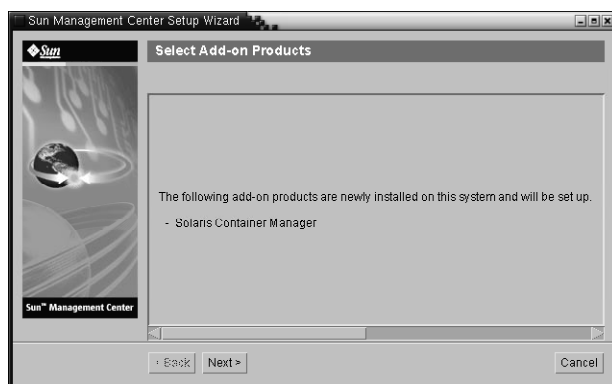 Sun Management Center Setup Wizard
Sun
Select Add-on Products
The following add-on products are newly installed on this system and will be set up.
- Solaris Container Manager
Sun™ Management Center
< Back
Next >
Cancel